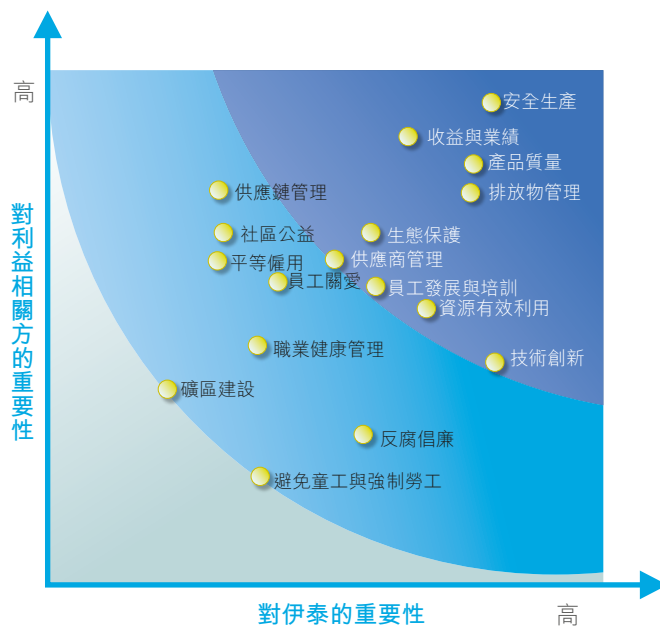 高
安全生產
收益與業績
產品質量
供應鏈管理
排放物管理
對利益相關方的重要性
社區公益
生態保護
平等僱用
供應商管理
員工關愛
員工發展與培訓
資源有效利用
職業健康管理
技術創新
礦區建設
反腐倡廉
避免童工與強制勞工
對伊泰的重要性
高